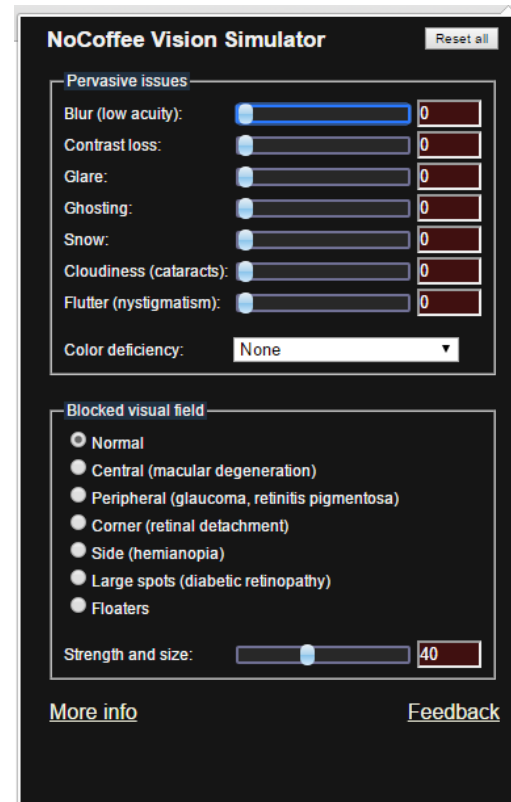 NoCoffee Vision Simulator Reset all
Pervasive issues
Blur (low acuity): 0
Contrast loss: 0
Glare: 0
Ghosting: 0
Snow: 0
Cloudiness (cataracts): 0
Flutter (nystigmatism): 0
Color deficiency: None
Blocked visual field
Normal
Central (macular degeneration)
Peripheral (glaucoma, retinitis pigmentosa)
Corner (retinal detachment)
Side (hemianopia)
Large spots (diabetic retinopathy)
Floaters
Strength and size: 40
More info Feedback